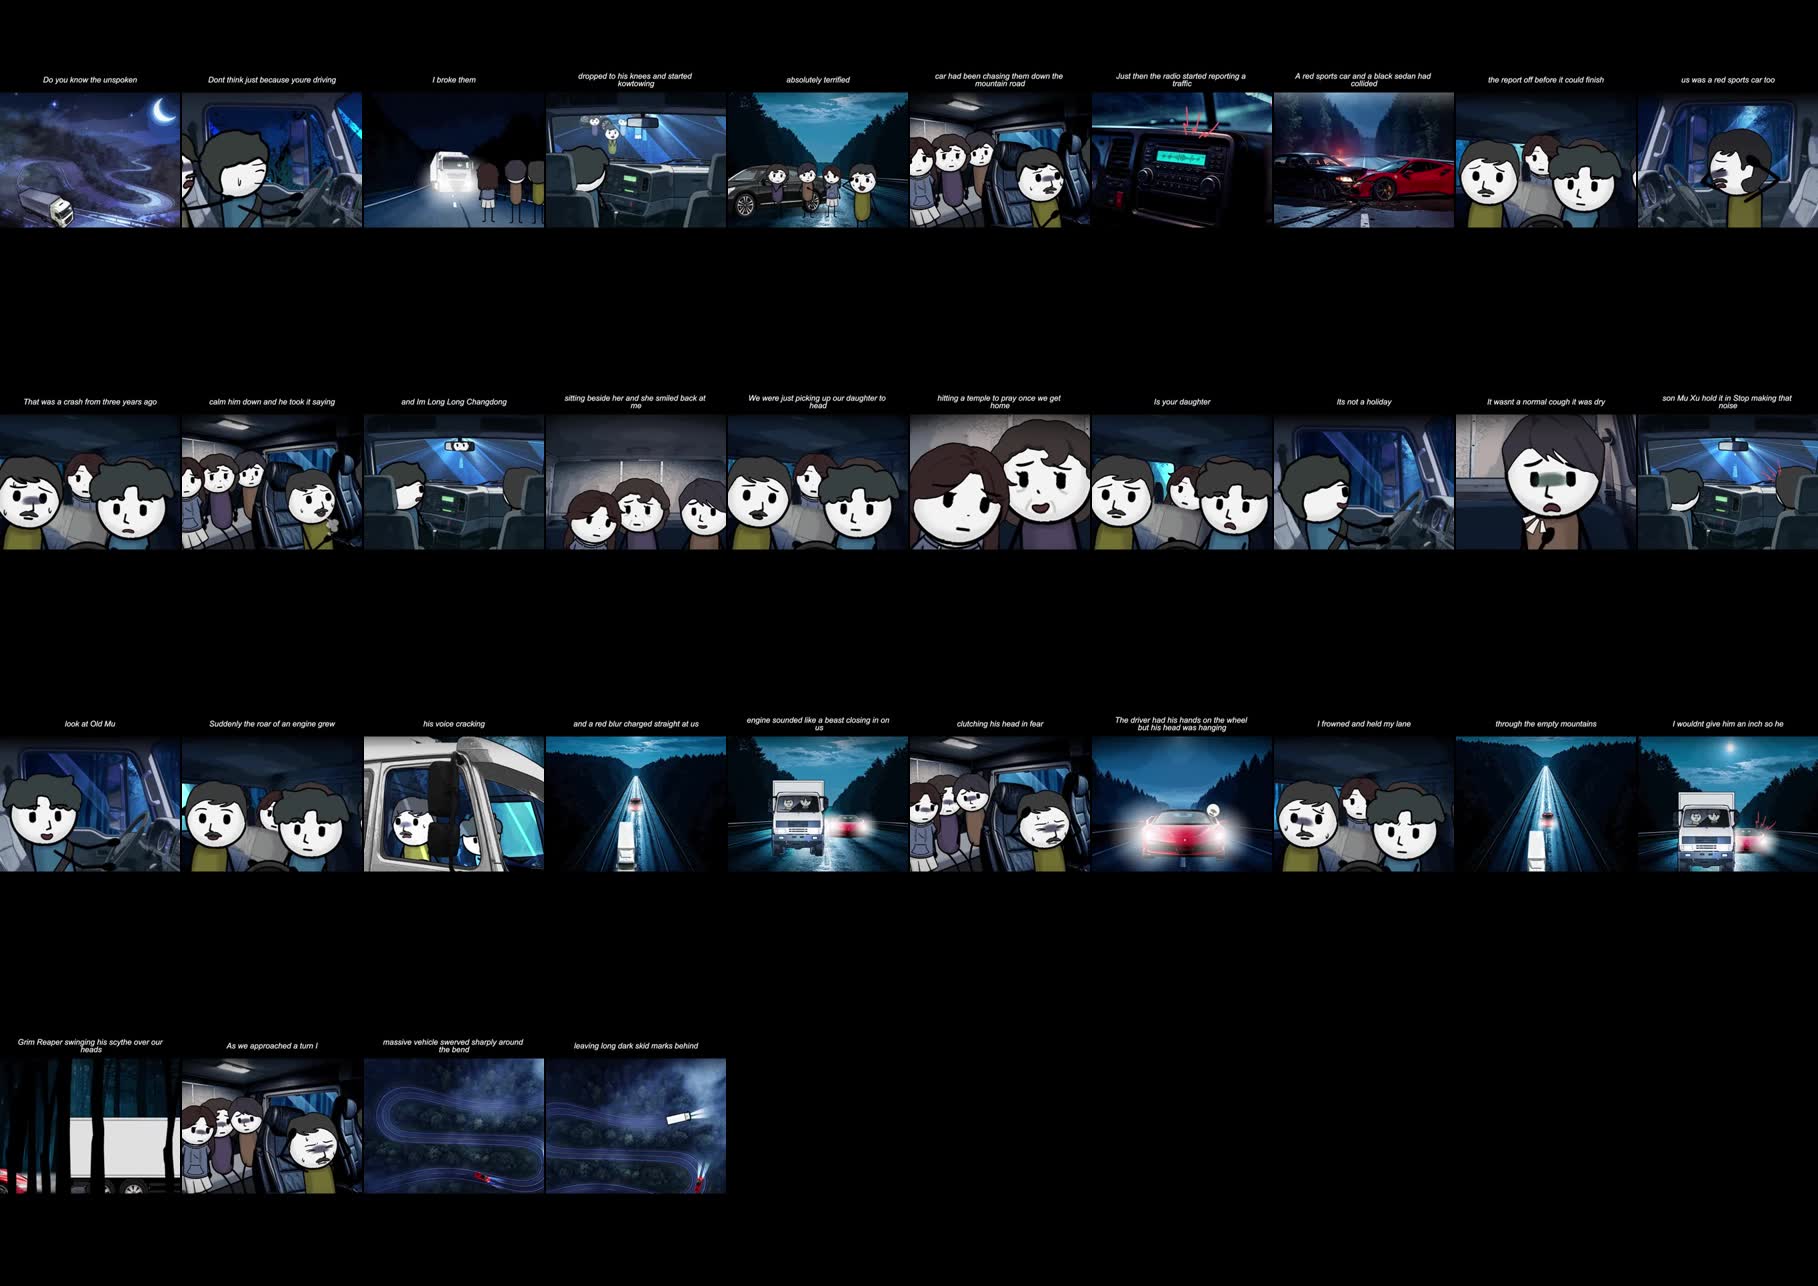 Do you know the unspoken
Dont think just because youre driving
I broke them
dropped to his knees and started
kowtowing
absolutely terrified
car had been chasing them down the
mountain road
Just then the radio started reporting a
traffic
A red sports car and a black sedan had
collided
the report off before it could finish
us was a red sports car too
That was a crash from three years ago
calm him down and he took it saying
and Im Long Long Changdong
sitting beside her and she smiled back at
me
We were just picking up our daughter to
head
hitting a temple to pray once we get
home
Is your daughter
Its not a holiday
It wasnt a normal cough it was dry
son Mu Xu hold it in Stop making that
noise
look at Old Mu
Suddenly the roar of an engine grew
his voice cracking
and a red blur charged straight at us
engine sounded like a beast closing in on
us
clutching his head in fear
The driver had his hands on the wheel
but his head was hanging
I frowned and held my lane
through the empty mountains
I wouldnt give him an inch so he
Grim Reaper swinging his scythe over our
heads
As we approached a turn I
massive vehicle swerved sharply around
the bend
leaving long dark skid marks behind